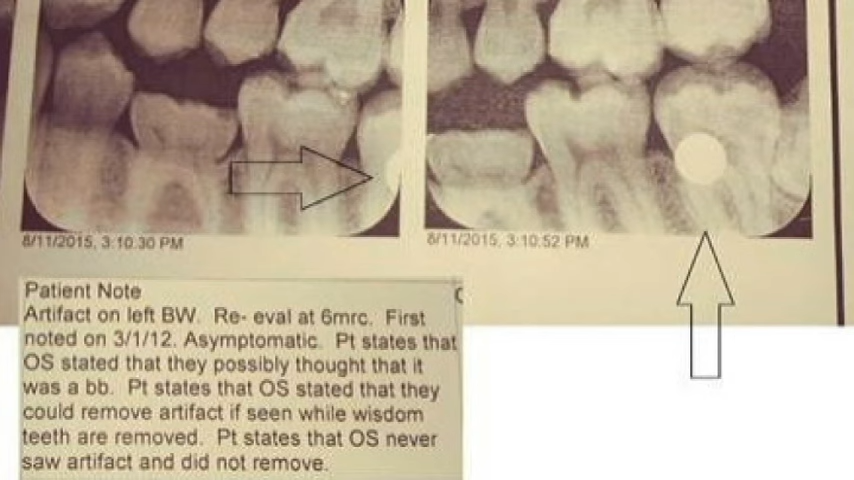 8/11/2015, 3:10:30 PM
8/11/2015, 3:10:52 PM
Patient Note
Artifact on left BW. Re- eval at 6mrc. First
noted on 3/1/12. Asymptomatic. Pt states that
OS stated that they possibly thought that it
was a bb. Pt states that OS stated that they
could remove artifact if seen while wisdom
teeth are removed. Pt states that OS never
saw artifact and did not remove.